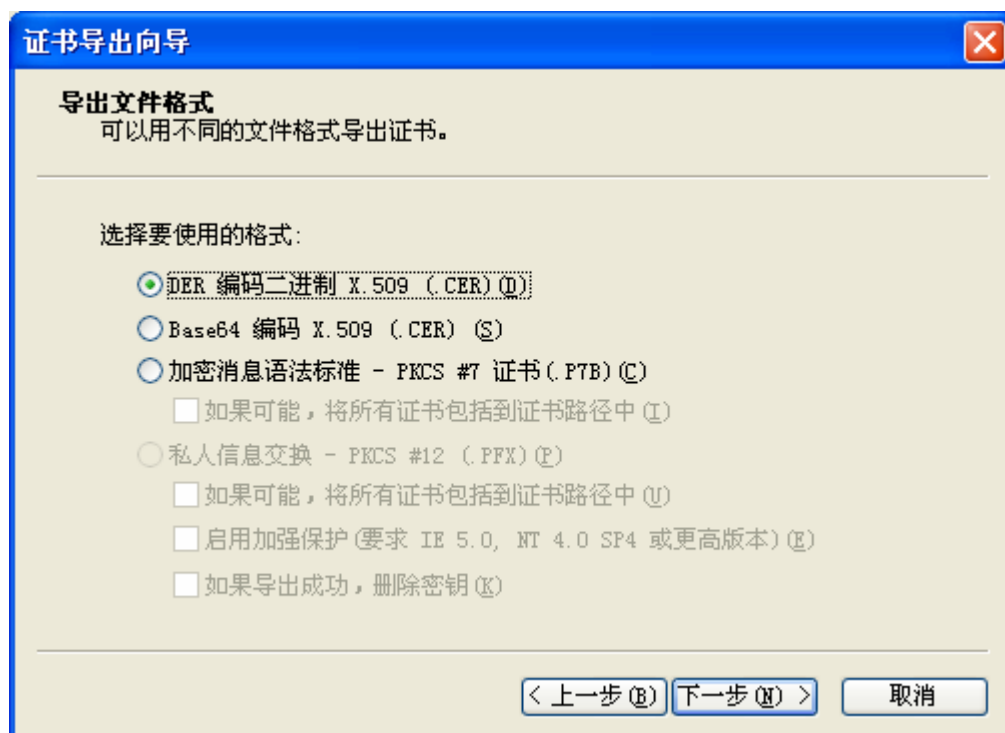 证书导出向导
导出文件格式
可以用不同的文件格式导出证书。
选择要使用的格式:
DER 编码二进制 X.509 (.CER)(D)
Base64 编码 X.509 (.CER) (S)
加密消息语法标准 - PKCS #7 证书(.P7B)(C)
如果可能，将所有证书包括到证书路径中(I)
私人信息交换 - PKCS #12 (.PFX)(P)
如果可能，将所有证书包括到证书路径中(U)
启用加强保护(要求 IE 5.0, NT 4.0 SP4 或更高版本)(E)
如果导出成功，删除密钥(K)
< 上一步(B) 下一步(N) > 取消